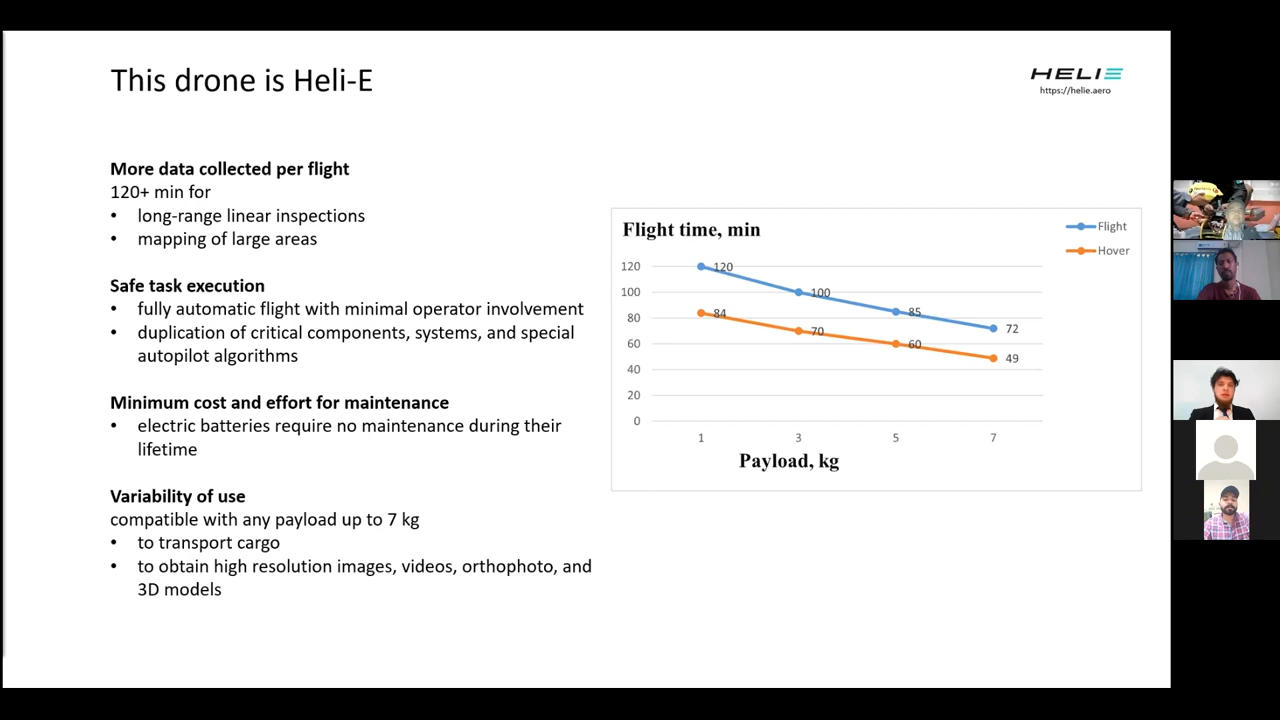 This drone is Heli-E
HELIE
https://helie.aero
More data collected per flight
120+ min for
• long-range linear inspections
• mapping of large areas
Safe task execution
• fully automatic flight with minimal operator involvement
• duplication of critical components, systems, and special
autopilot algorithms
Minimum cost and effort for maintenance
• electric batteries require no maintenance during their
lifetime
Variability of use
compatible with any payload up to 7 kg
• to transport cargo
• to obtain high resolution images, videos, orthophoto, and
3D models
Flight time, min
Flight
Hover
120
100
80
60
40
20
0
120
100
85
72
84
70
60
49
1 3 5 7
Payload, kg